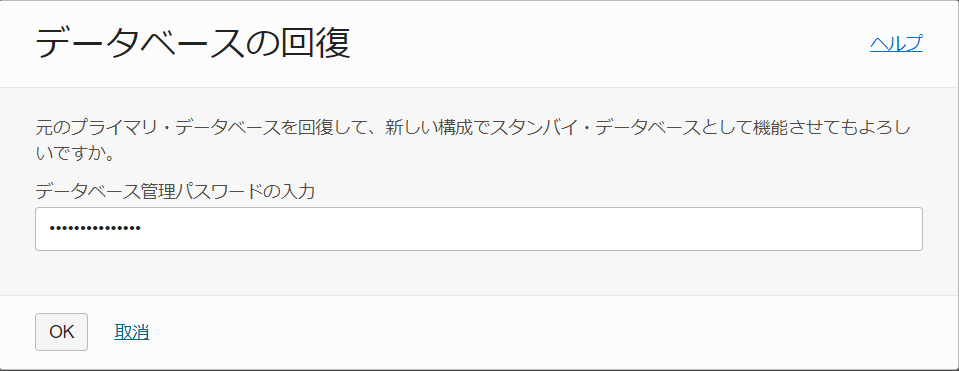 データベースの回復
ヘルプ
元のプライマリ・データベースを回復して、新しい構成でスタンバイ・データベースとして機能させてもよろし
いですか。
データベース管理パスワードの入力
•••••••••••••••
OK
取消